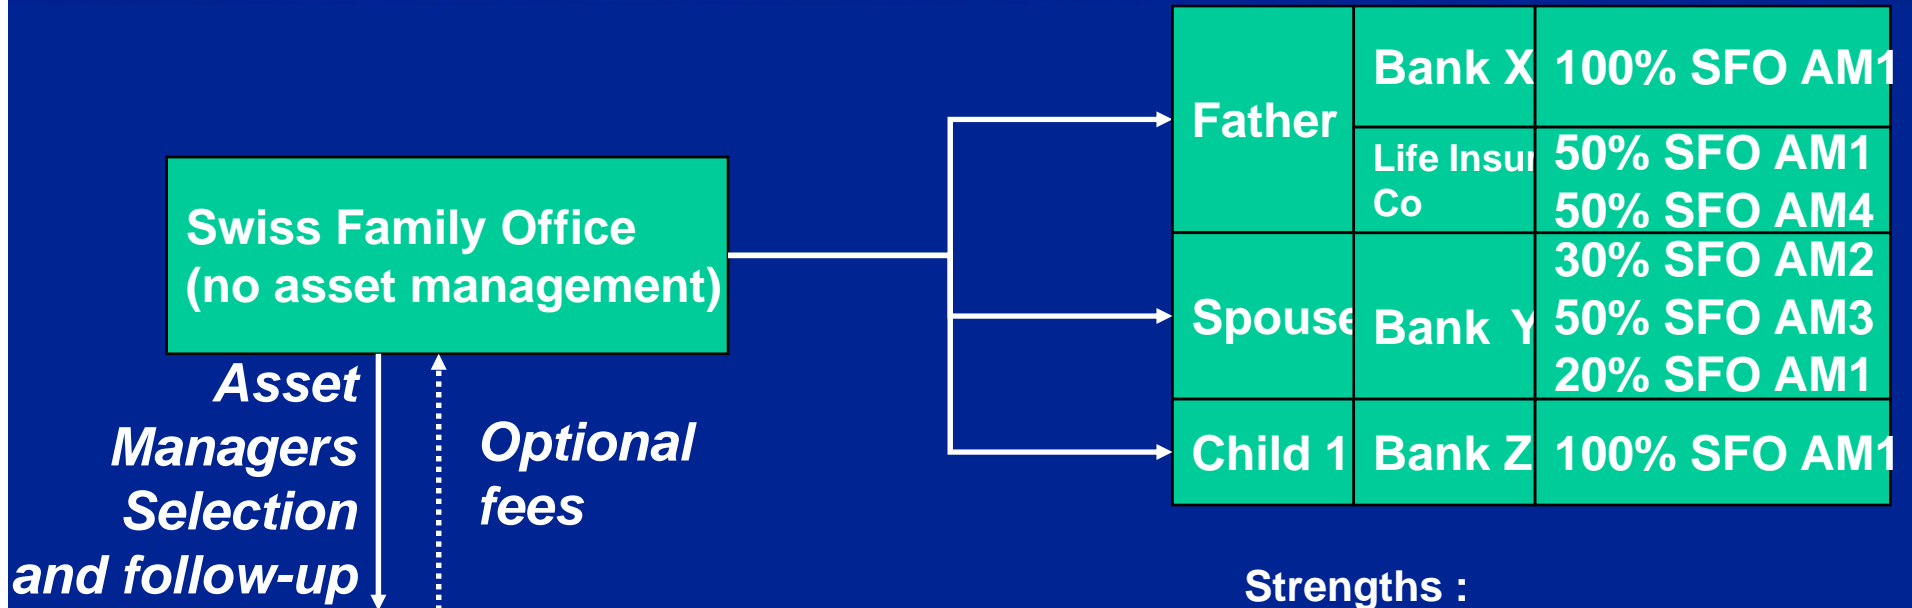 Father
Bank X
100% SFO AM1
Life Insur
Co
50% SFO AM1
50% SFO AM4
Swiss Family Office
(no asset management)
Spouse
Bank Y
30% SFO AM2
50% SFO AM3
20% SFO AM1
Child 1
Bank Z
100% SFO AM1
Asset
Managers
Selection
and follow-up
Optional
fees
Strengths :